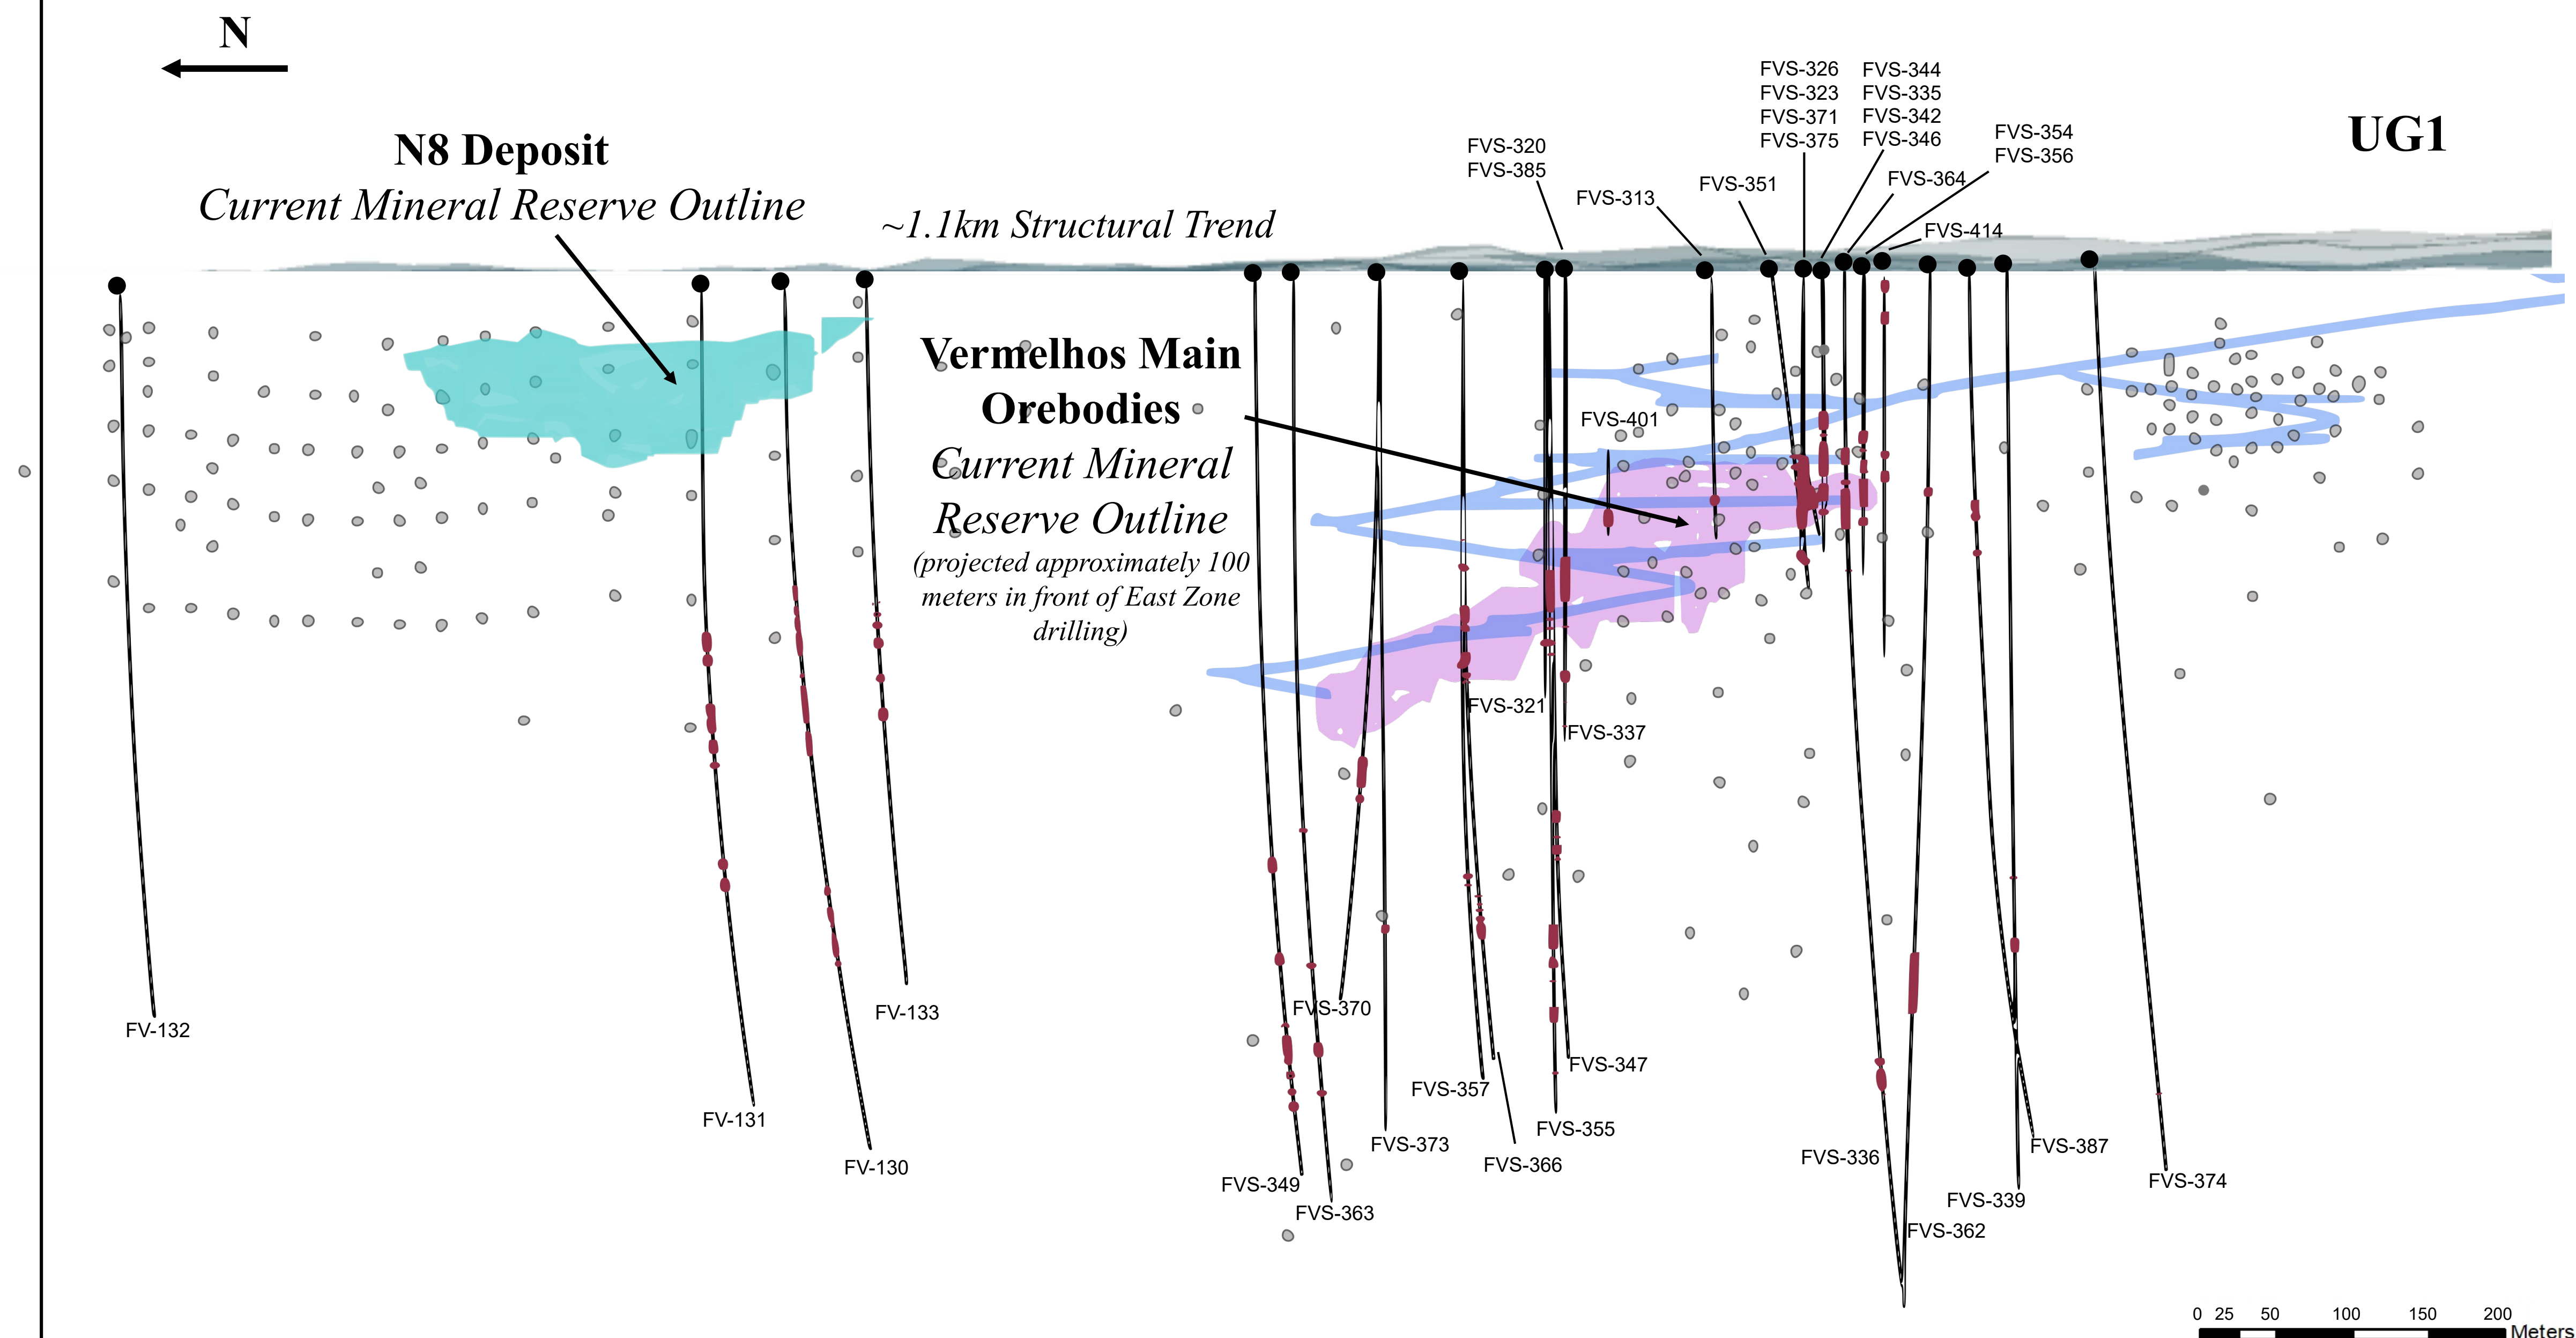 N
N8 Deposit
Current Mineral Reserve Outline
~1.1km Structural Trend
UG1
FVS-326 FVS-344
FVS-323 FVS-335
FVS-371 FVS-342
FVS-375 FVS-346
FVS-354
FVS-356
FVS-320
FVS-385
FVS-313
FVS-351
FVS-364
FVS-414
Vermelhos Main
Orebodies
Current Mineral
Reserve Outline
(projected approximately 100
meters in front of East Zone
drilling)
FVS-401
FVS-321
FVS-337
FV-132
FV-133
FVS-370
FV-131
FV-130
FVS-357
FVS-347
FVS-373
FVS-355
FVS-366
FVS-349
FVS-363
FVS-336
FVS-387
FVS-339
FVS-374
FVS-362
0 25 50 100 150 200
Meters